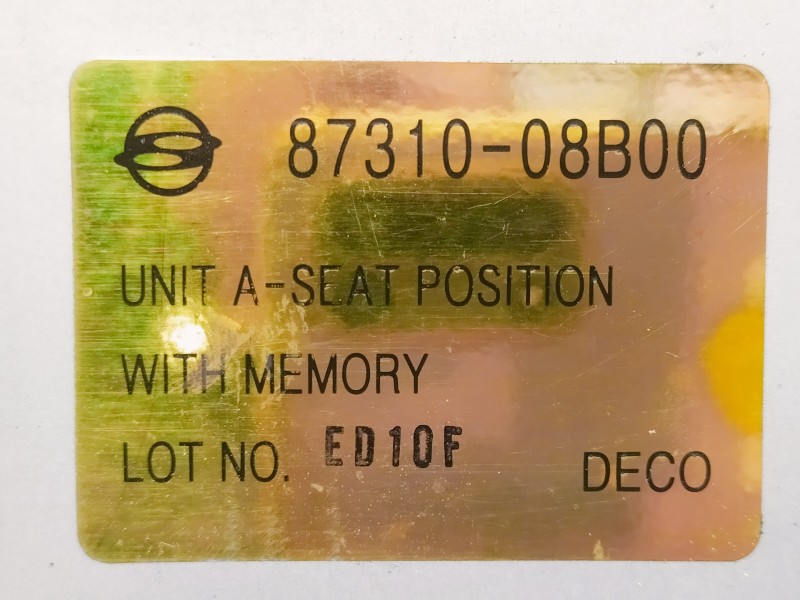 87310-08B00
UNIT A-SEAT POSITION
WITH MEMORY
LOT NO. ED10F
DECO